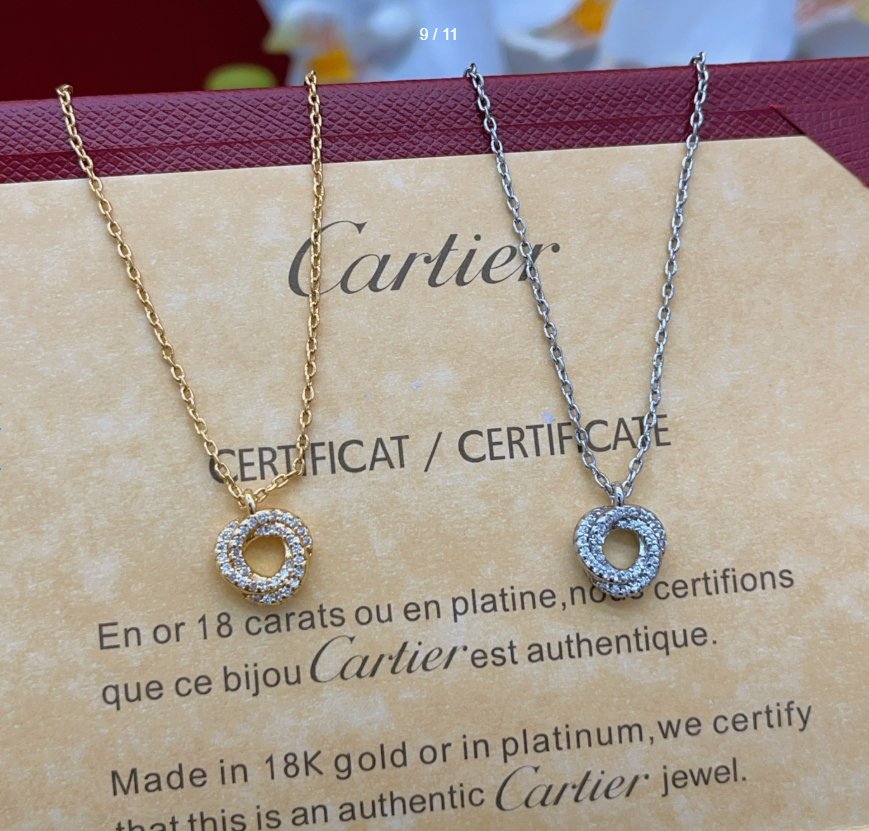 9 / 11
Cartier
CERTIFICAT / CERTIFICATE
En or 18 carats ou en platine,nous certifions
que ce bijou Cartier est authentique.
Made in 18K gold or in platinum,we certify
that this is an authentic Cartier jewel.